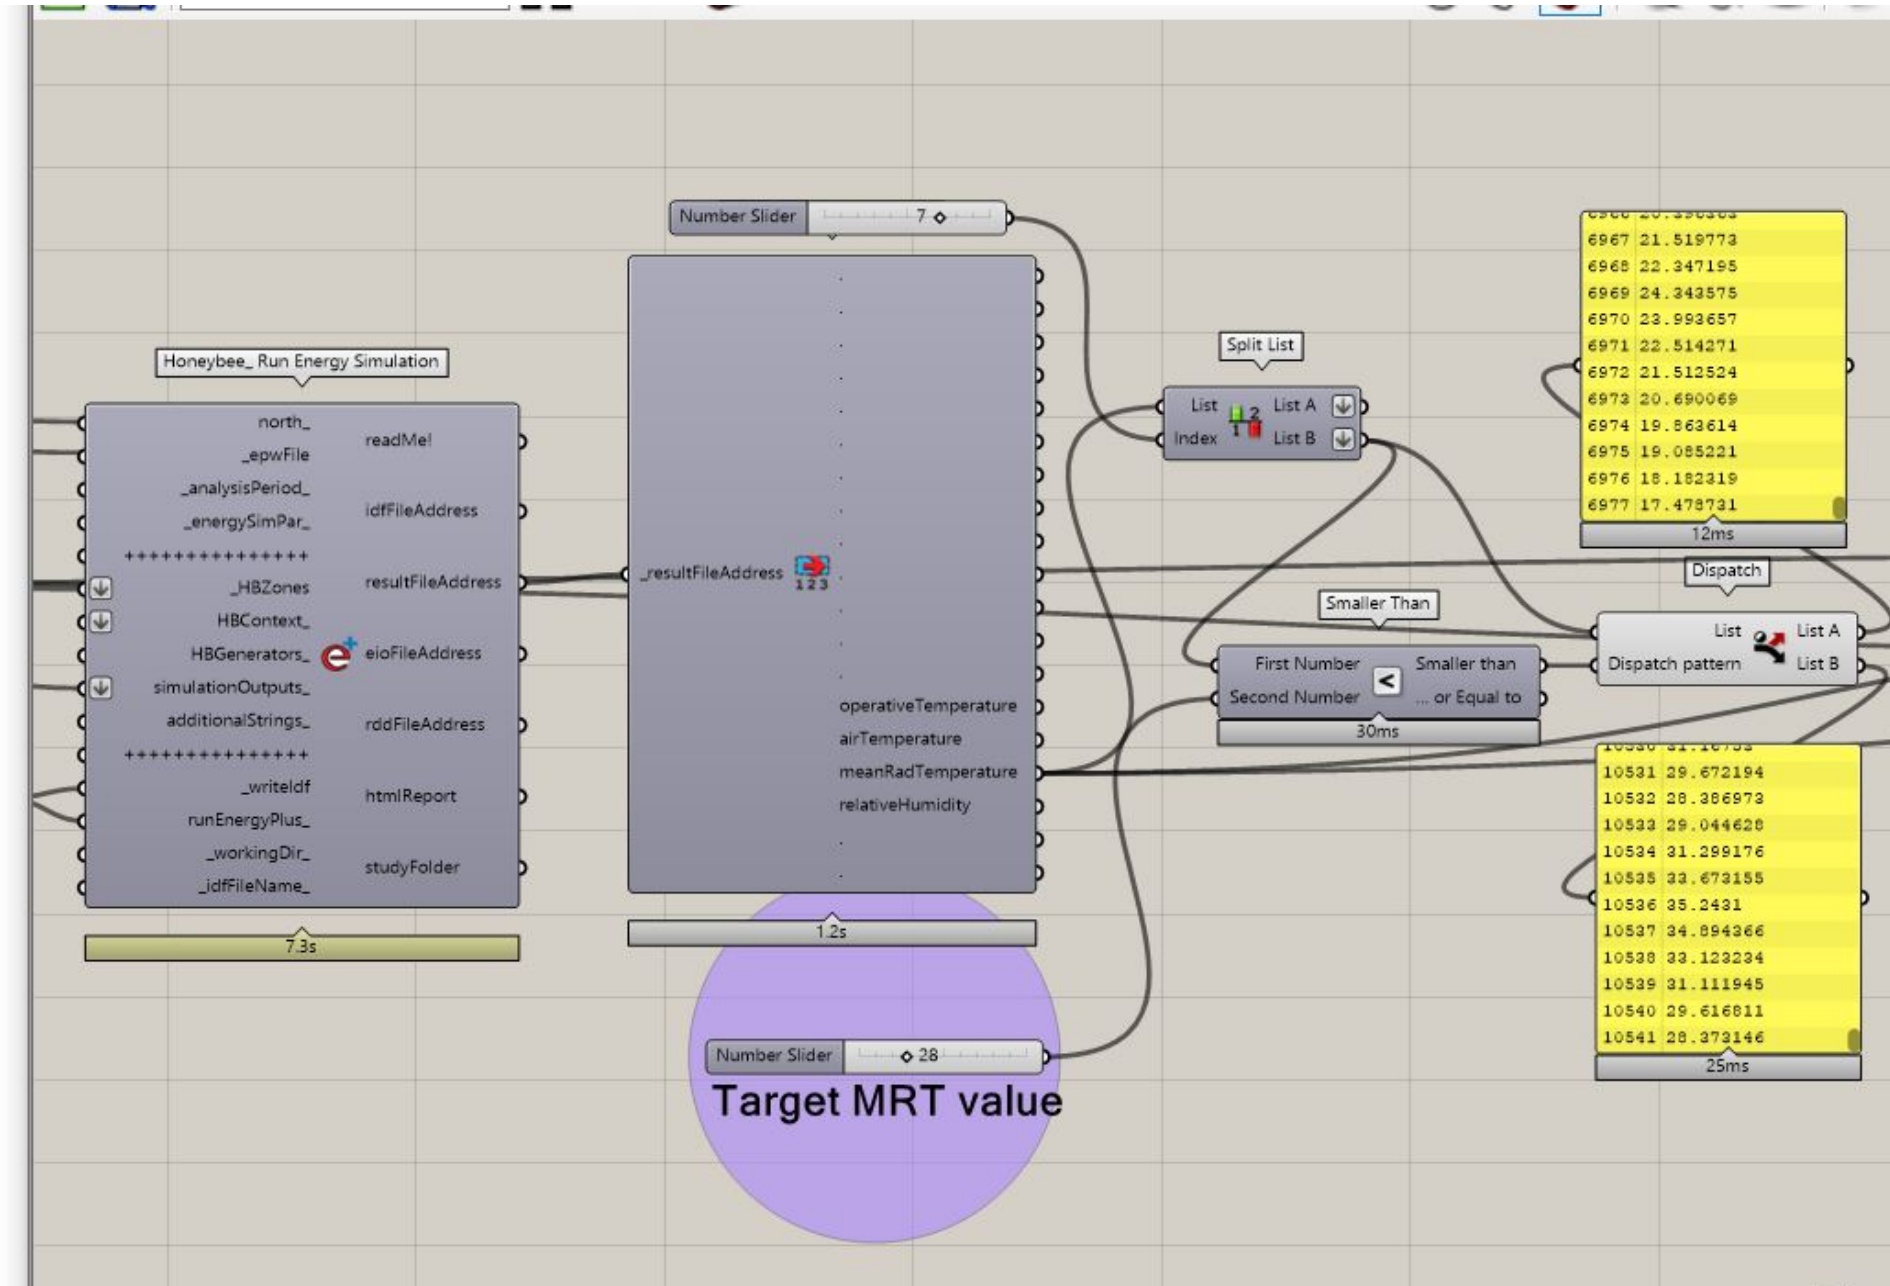 Number Slider 7
Honeybee_ Run Energy Simulation
north_
_epwFile
_analysisPeriod_
_energySimPar_
+++++++++++++++
_HBZones
HBContext_
HBGenerators_
simulationOutputs_
additionalStrings_
+++++++++++++++
_writeIdf
runEnergyPlus_
_workingDir_
_idfFileName_
readMe!
idfFileAddress
resultFileAddress
eioFileAddress
rddFileAddress
htmlReport
studyFolder
7.3s
_resultFileAddress
123
operativeTemperature
airTemperature
meanRadTemperature
relativeHumidity
1.2s
Number Slider 28
Target MRT value
Split List
List 2 List A
Index 1 List B
Smaller Than
First Number < Smaller than
Second Number ... or Equal to
30ms
6967 21.519773
6968 22.347195
6969 24.343575
6970 23.993657
6971 22.514271
6972 21.512524
6973 20.690069
6974 19.863614
6975 19.085221
6976 18.182319
6977 17.478731
12ms
Dispatch
List List A
Dispatch pattern List B
10531 29.672194
10532 28.386973
10533 29.044628
10534 31.299176
10535 33.673155
10536 35.2431
10537 34.894366
10538 33.123234
10539 31.111945
10540 29.616811
10541 28.373146
25ms